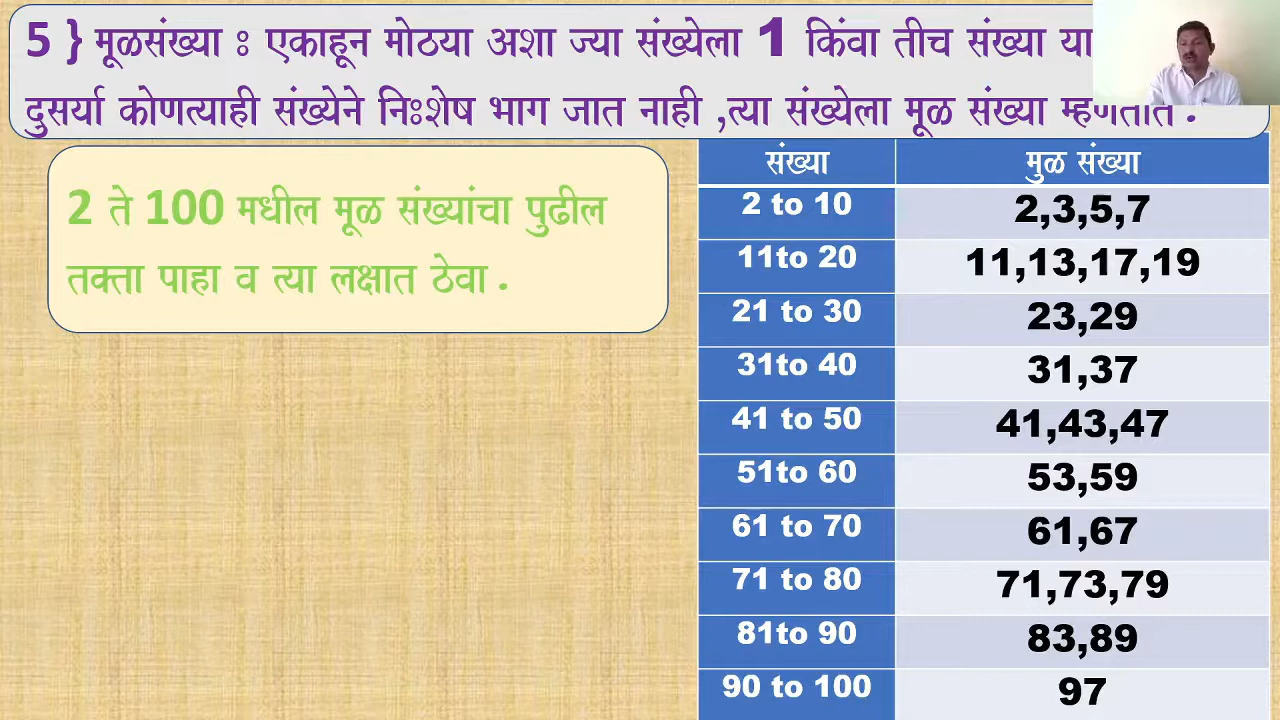 5 } मूळसंख्या ः एकाहून मोठया अशा ज्या संख्येला 1 किंवा तीच संख्या या
दुसर्या कोणत्याही संख्येने निःशेष भाग जात नाही ,त्या संख्येला मूळ संख्या म्हणतात .
2 ते 100 मधील मूळ संख्यांचा पुढील
तक्ता पाहा व त्या लक्षात ठेवा .
संख्या मुळ संख्या
2 to 10 2,3,5,7
11to 20 11,13,17,19
21 to 30 23,29
31to 40 31,37
41 to 50 41,43,47
51to 60 53,59
61 to 70 61,67
71 to 80 71,73,79
81to 90 83,89
90 to 100 97